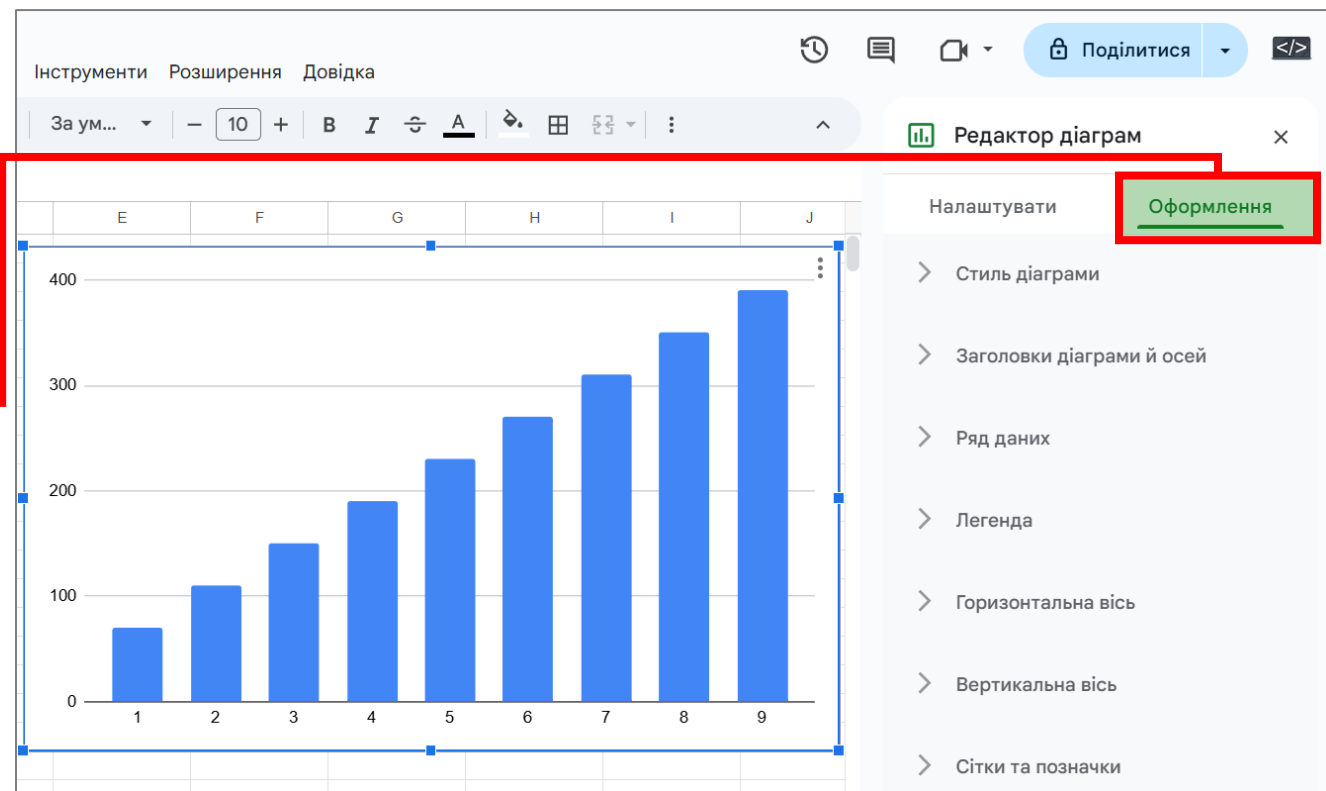 Поділитися
</>
Інструменти Розширення Довідка
За ум... − 10 + B I S A
Редактор діаграм
Налаштувати Оформлення
E F G H I J
Стиль діаграми
Заголовки діаграми й осей
Ряд даних
Легенда
Горизонтальна вісь
Вертикальна вісь
Сітки та позначки
400
300
200
100
0
1 2 3 4 5 6 7 8 9